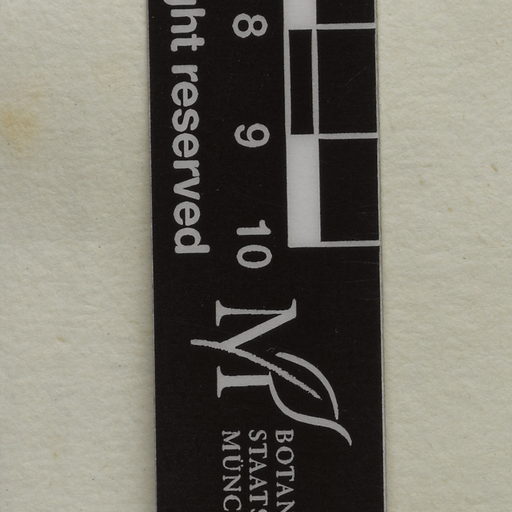 ght reserved
8 9 10
BOTAN
STAATS
MÜNC